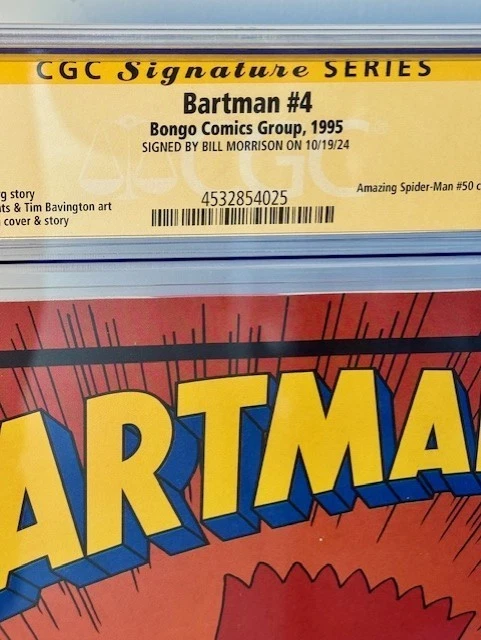 CGC Signature SERIES
Bartman #4
Bongo Comics Group, 1995
SIGNED BY BILL MORRISON ON 10/19/24
g story
ts & Tim Bavington art
cover & story
4532854025
Amazing Spider-Man #50 c
CGC
ARTMA